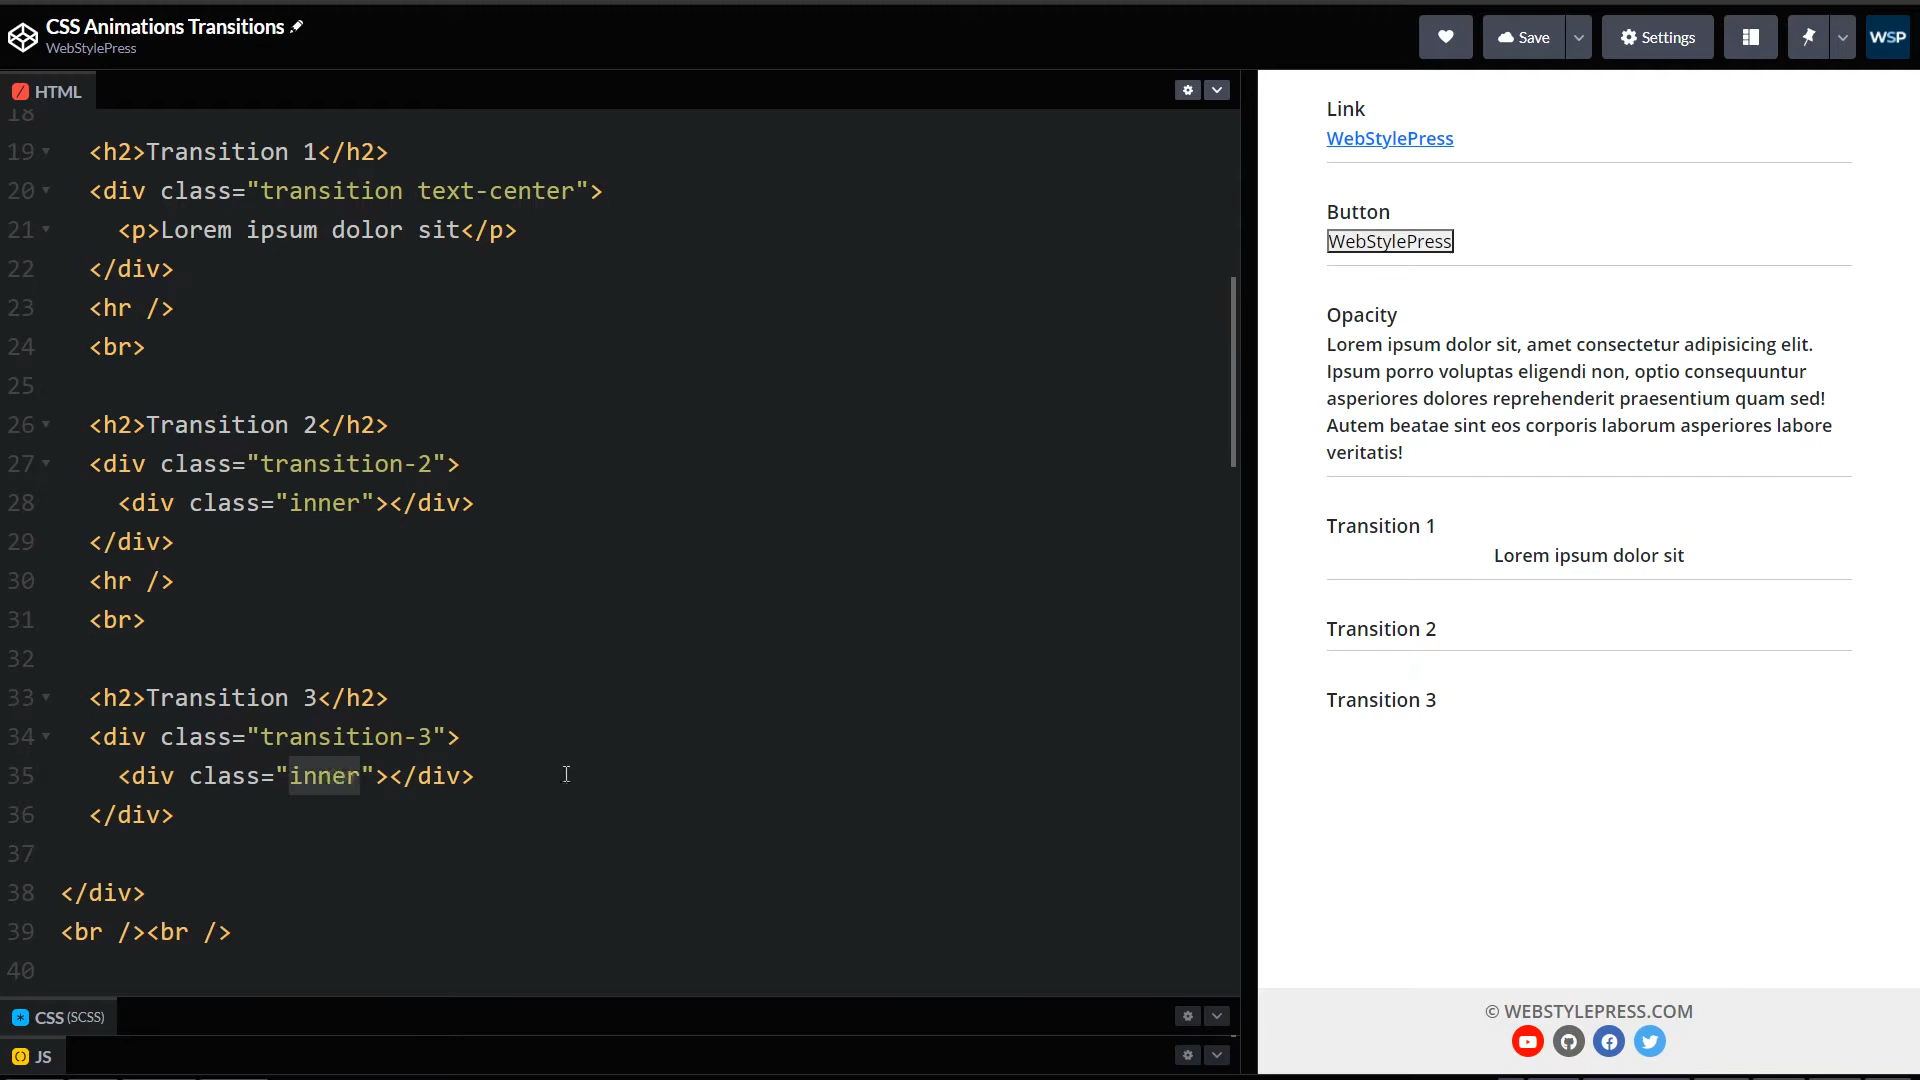 CSS Animations Transitions
WebStylePress
Save
Settings
WSP
HTML
18
19 <h2>Transition 1</h2>
20 <div class="transition text-center">
21 <p>Lorem ipsum dolor sit</p>
22 </div>
23 <hr />
24 <br>
25
26 <h2>Transition 2</h2>
27 <div class="transition-2">
28 <div class="inner"></div>
29 </div>
30 <hr />
31 <br>
32
33 <h2>Transition 3</h2>
34 <div class="transition-3">
35 <div class="inner"></div>
36 </div>
37
38 </div>
39 <br /><br />
40
CSS (SCSS)
JS
Link
WebStylePress
Button
WebStylePress
Opacity
Lorem ipsum dolor sit, amet consectetur adipisicing elit.
Ipsum porro voluptas eligendi non, optio consequuntur
asperiores dolores reprehenderit praesentium quam sed!
Autem beatae sint eos corporis laborum asperiores labore
veritatis!
Transition 1
Lorem ipsum dolor sit
Transition 2
Transition 3
© WEBSTYLEPRESS.COM